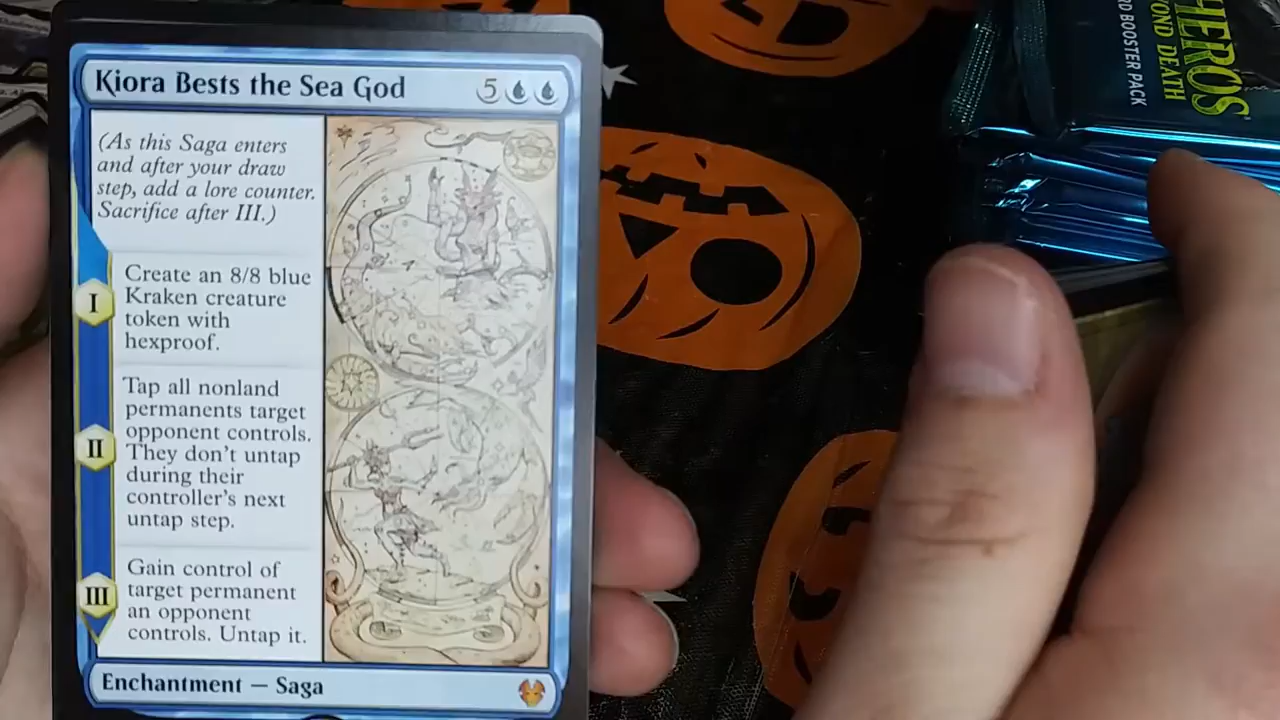 Kiora Bests the Sea God 5
(As this Saga enters
and after your draw
step, add a lore counter.
Sacrifice after III.)
I
Create an 8/8 blue
Kraken creature
token with
hexproof.
II
Tap all nonland
permanents target
opponent controls.
They don't untap
during their
controller's next
untap step.
III
Gain control of
target permanent
an opponent
controls. Untap it.
Enchantment — Saga
HEROS
OND DEATH
BOOSTER PACK